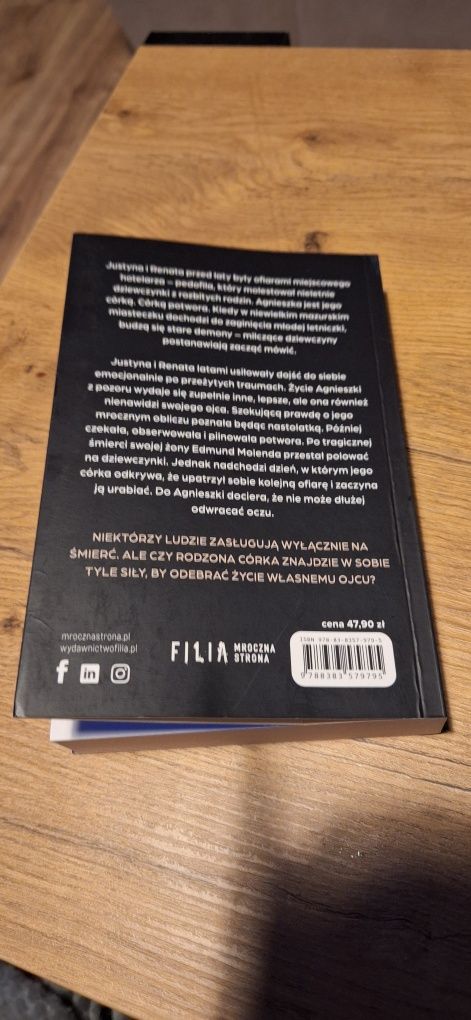 Justyna i Renata przed laty były ofiarami miejscowego
hotelarza – pedofila, który molestował nieletnie
dziewczynki z rozbitych rodzin. Agnieszka jest jego
córką. Córką potwora. Kiedy w niewielkim mazurskim
miasteczku dochodzi do zaginięcia młodej letniczki,
budzą się stare demony – milczące dziewczyny
postanawiają zacząć mówić.
Justyna i Renata latami usiłowały dojść do siebie
emocjonalnie po przeżytych traumach. Życie Agnieszki
z pozoru wydaje się zupełnie inne, lepsze, ale ona również
nienawidzi swojego ojca. Szokującą prawdę o jego
mrocznym obliczu poznała będąc nastolatką. Później
czekała, obserwowała i pilnowała potwora. Po tragicznej
śmierci swojej żony Edmund Molenda przestał polować
na dziewczynki. Jednak nadchodzi dzień, w którym jego
córka odkrywa, że upatrzył sobie kolejną ofiarę i zaczyna
ją urabiać. Do Agnieszki dociera, że nie może dłużej
odwracać oczu.
NIEKTÓRZY LUDZIE ZASŁUGUJĄ WYŁĄCZNIE NA
ŚMIERĆ. ALE CZY RODZONA CÓRKA ZNAJDZIE W SOBIE
TYLE SIŁY, BY ODEBRAĆ ŻYCIE WŁASNEMU OJCU?
cena 47,90 zł
mrocznastrona.pl
wydawnictwofilia.pl
FILIA MROCZNA
STRONA
ISBN 978-83-8357-979-5
9 788383 579795